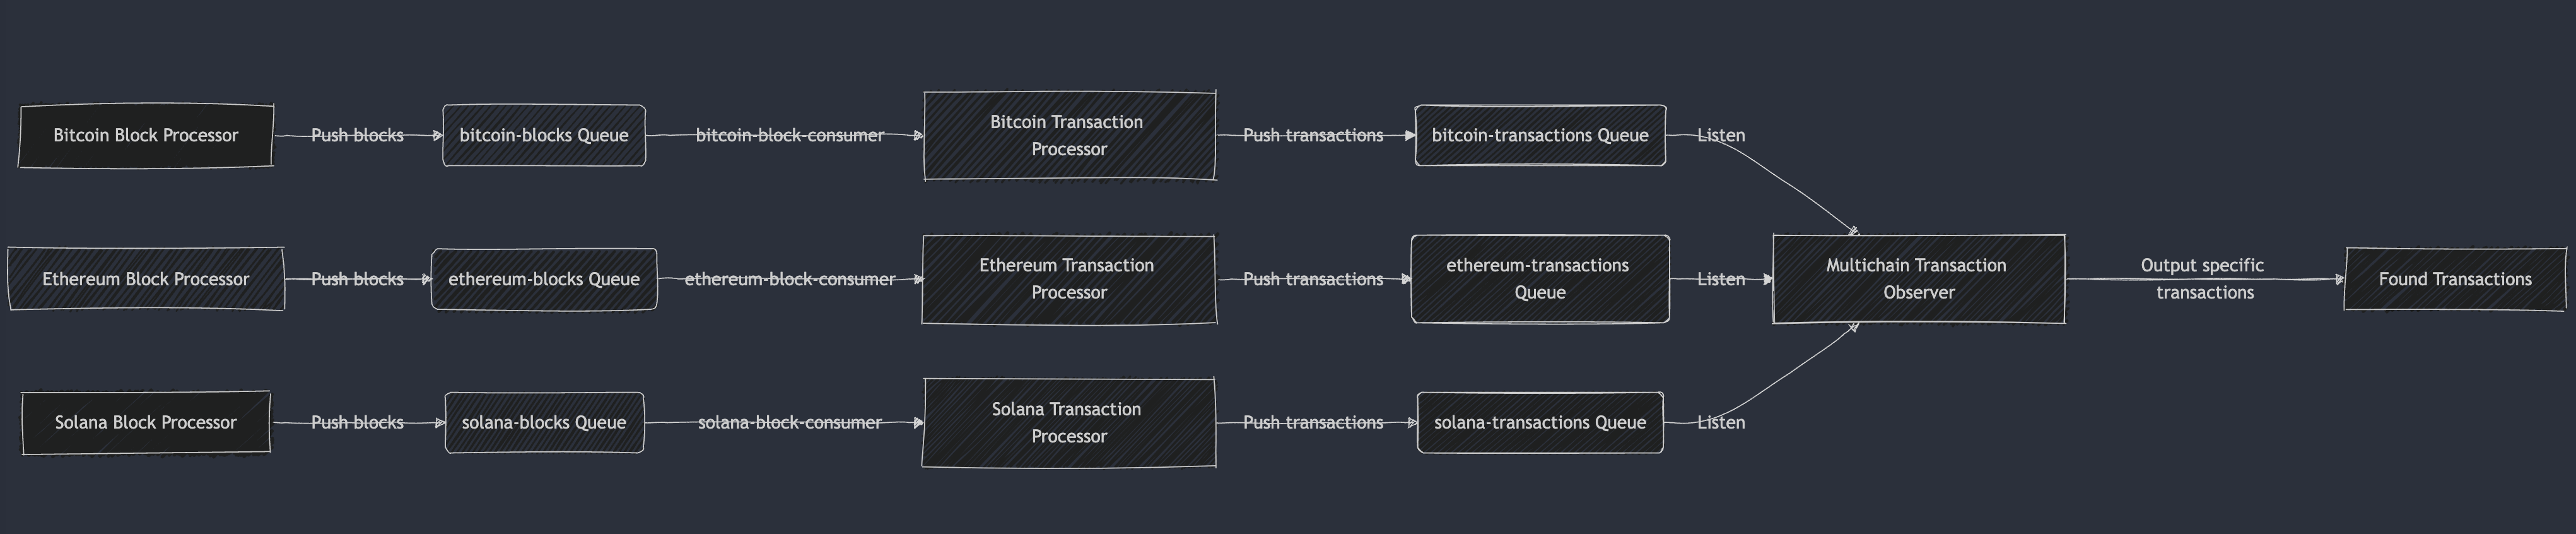 Bitcoin Block Processor
Push blocks
bitcoin-blocks Queue
bitcoin-block-consumer
Bitcoin Transaction
Processor
Push transactions
bitcoin-transactions Queue
Listen
Ethereum Block Processor
Push blocks
ethereum-blocks Queue
ethereum-block-consumer
Ethereum Transaction
Processor
Push transactions
ethereum-transactions
Queue
Listen
Multichain Transaction
Observer
Output specific
transactions
Found Transactions
Solana Block Processor
Push blocks
solana-blocks Queue
solana-block-consumer
Solana Transaction
Processor
Push transactions
solana-transactions Queue
Listen